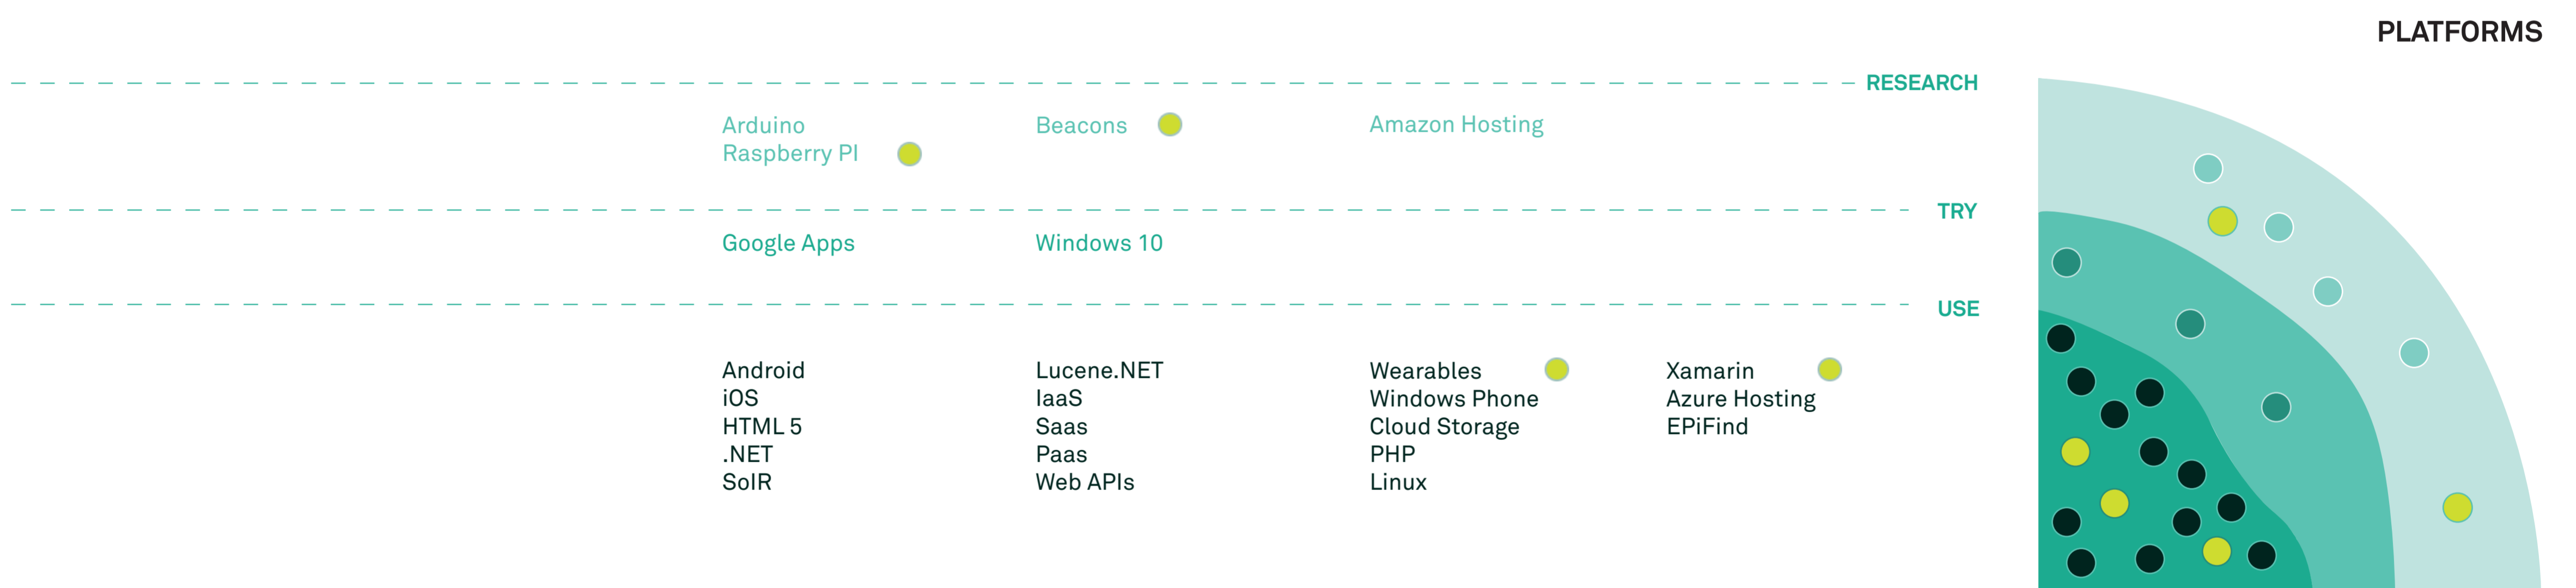 PLATFORMS
RESEARCH
Arduino
Raspberry PI
Beacons
Amazon Hosting
TRY
Google Apps
Windows 10
USE
Android
iOS
HTML 5
.NET
SolR
Lucene.NET
IaaS
Saas
Paas
Web APIs
Wearables
Windows Phone
Cloud Storage
PHP
Linux
Xamarin
Azure Hosting
EPiFind